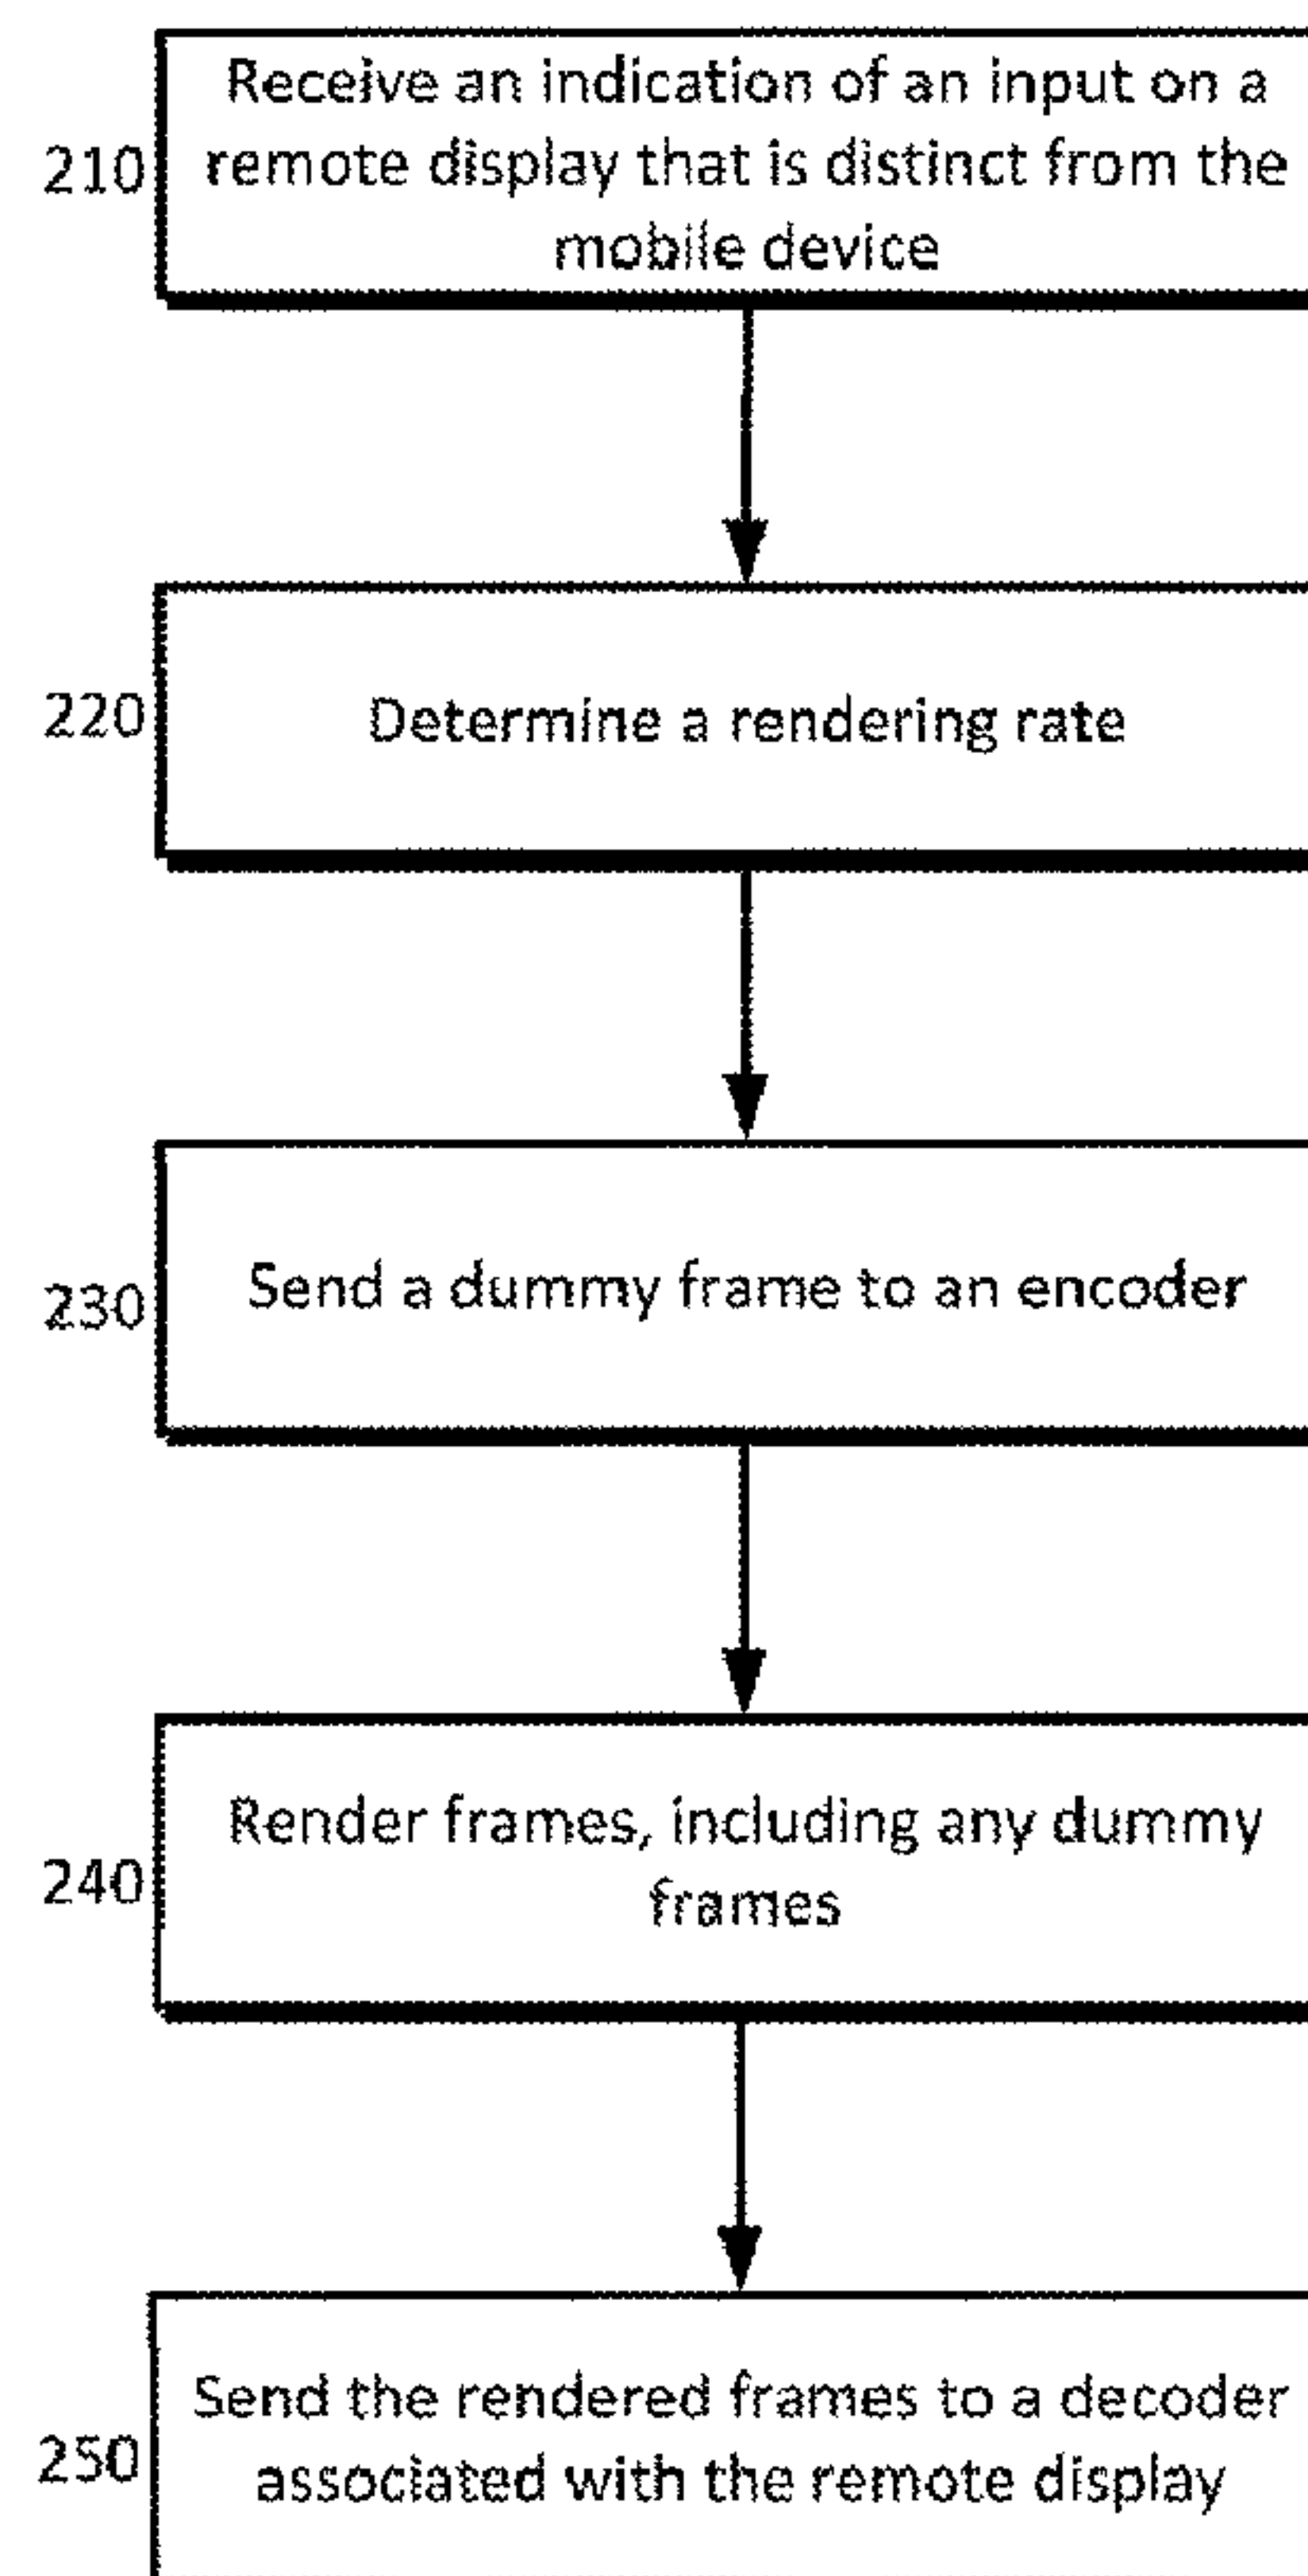 Receive an indication of an input on a
210
remote display that is distinct from the
mobile device
220
Determine a rendering rate
230
Send a dummy frame to an encoder
Render frames, including any dummy
240
frames
Send the rendered frames to a decoder
250
associated with the remote display